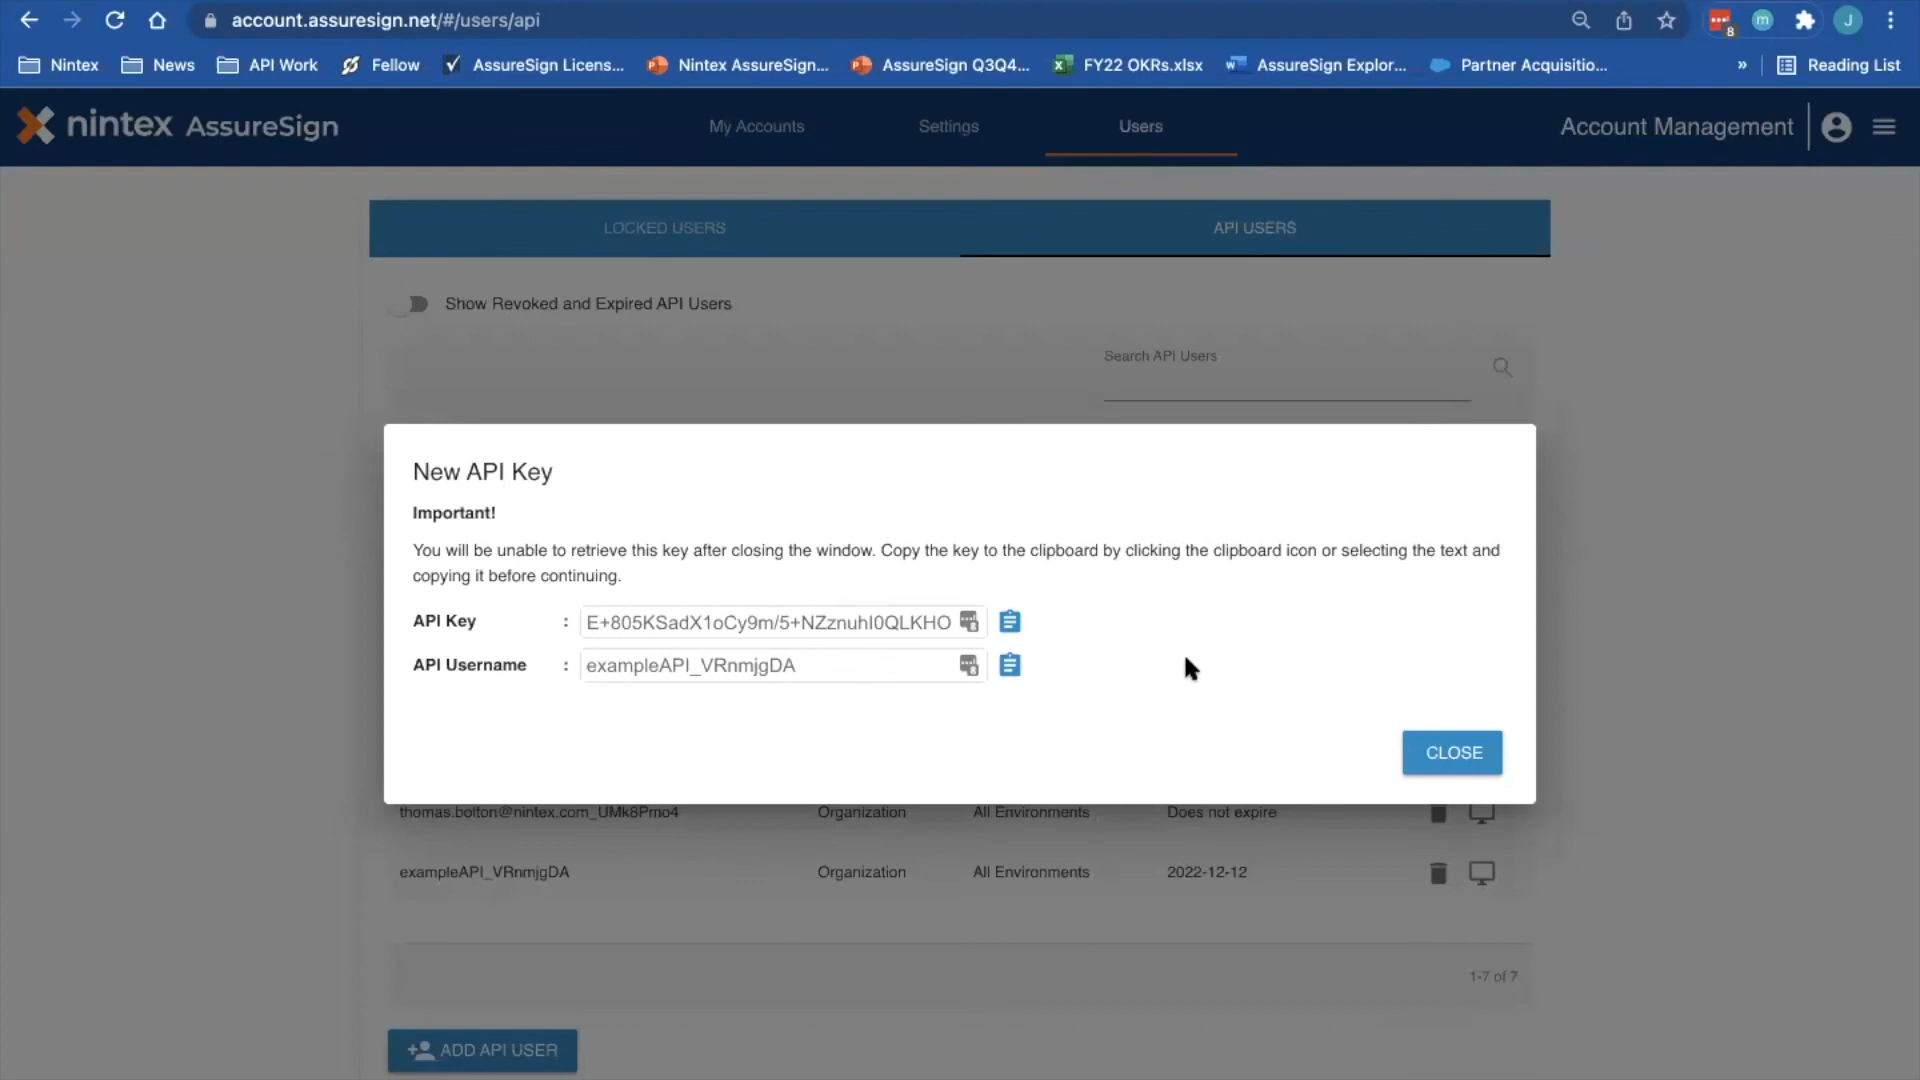 account.assuresign.net/#/users/api
8
m
J
Nintex
News
API Work
Fellow
AssureSign Licens...
Nintex AssureSign...
AssureSign Q3Q4...
FY22 OKRs.xlsx
AssureSign Explor...
Partner Acquisitio...
»
Reading List
nintex AssureSign
My Accounts
Settings
Users
Account Management
LOCKED USERS
API USERS
Show Revoked and Expired API Users
Search API Users
New API Key
Important!
You will be unable to retrieve this key after closing the window. Copy the key to the clipboard by clicking the clipboard icon or selecting the text and
copying it before continuing.
API Key : E+805KSadX1oCy9m/5+NZznuhI0QLKHO
API Username : exampleAPI_VRnmjgDA
CLOSE
thomas.bolton@nintex.com_UMk8Pmo4 Organization All Environments Does not expire
exampleAPI_VRnmjgDA Organization All Environments 2022-12-12
1-7 of 7
ADD API USER